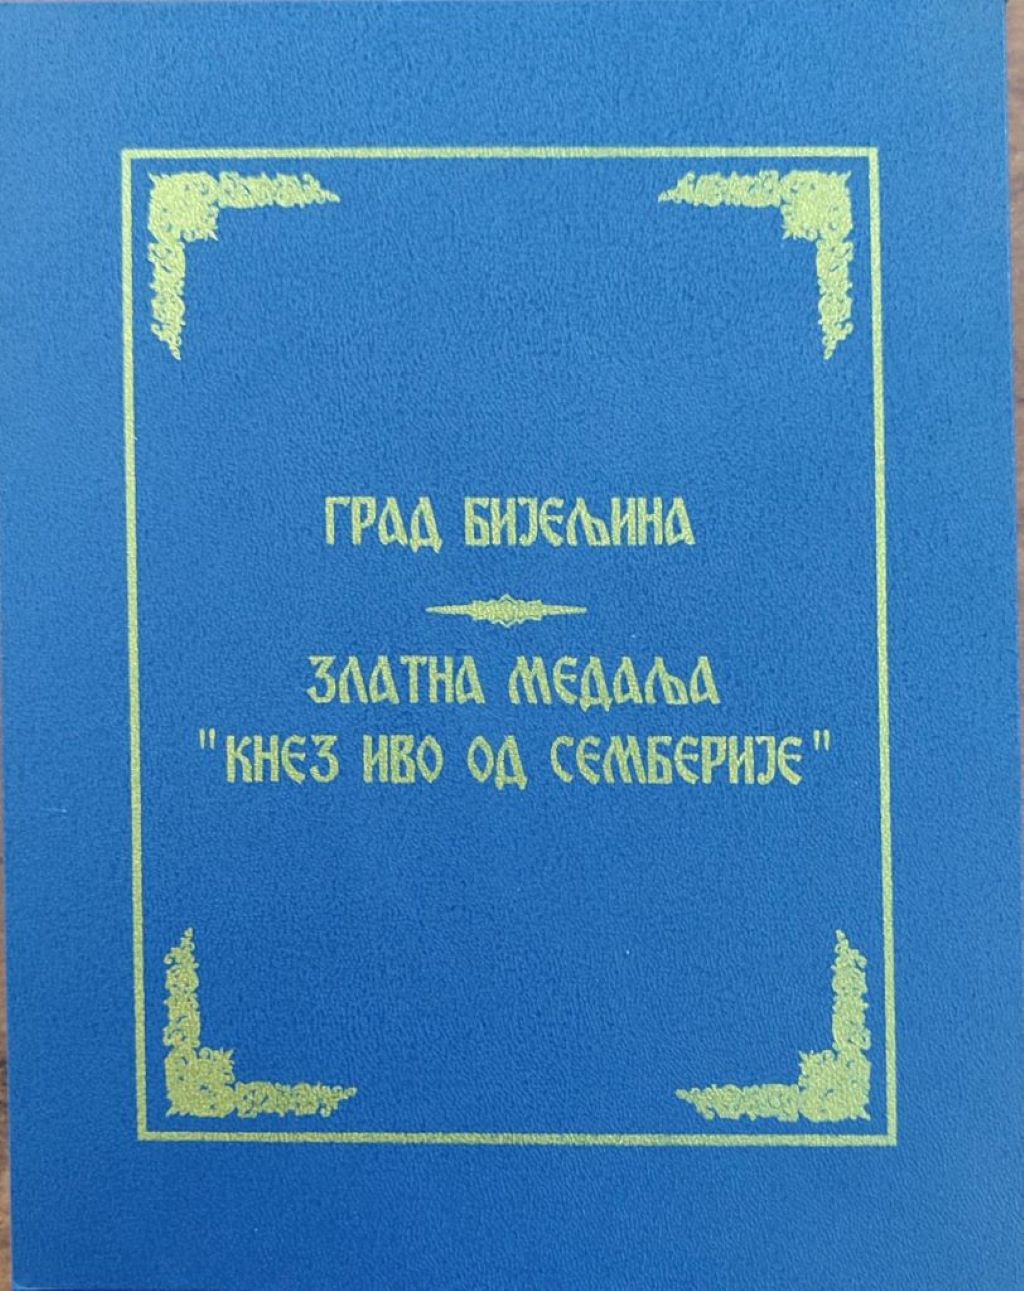 ГРАД БИЈЕЉИНА
ЗЛАТНА МЕДАЉА
"КНЕЗ ИВО ОД СЕМБЕРИЈЕ"